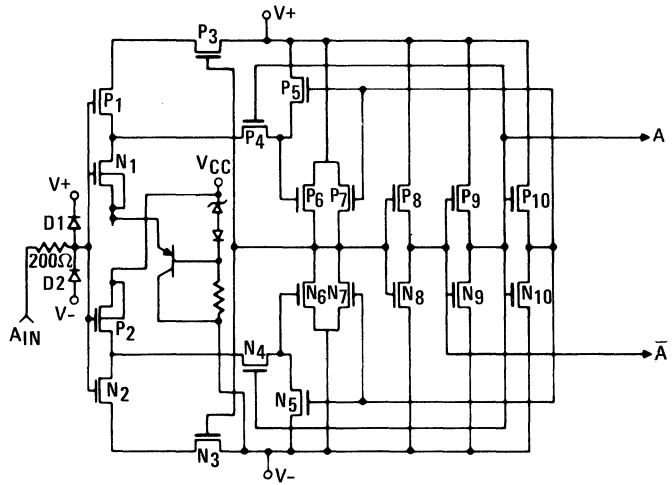 V+
P3
P1
P5
A
P4
N1
VCC
V+
P6
P7
P8
P9
P10
D1
200Ω
D2
N6
N7
N8
N9
N10
V-
P2
AIN
N4
Ā
N2
N5
N3
V-